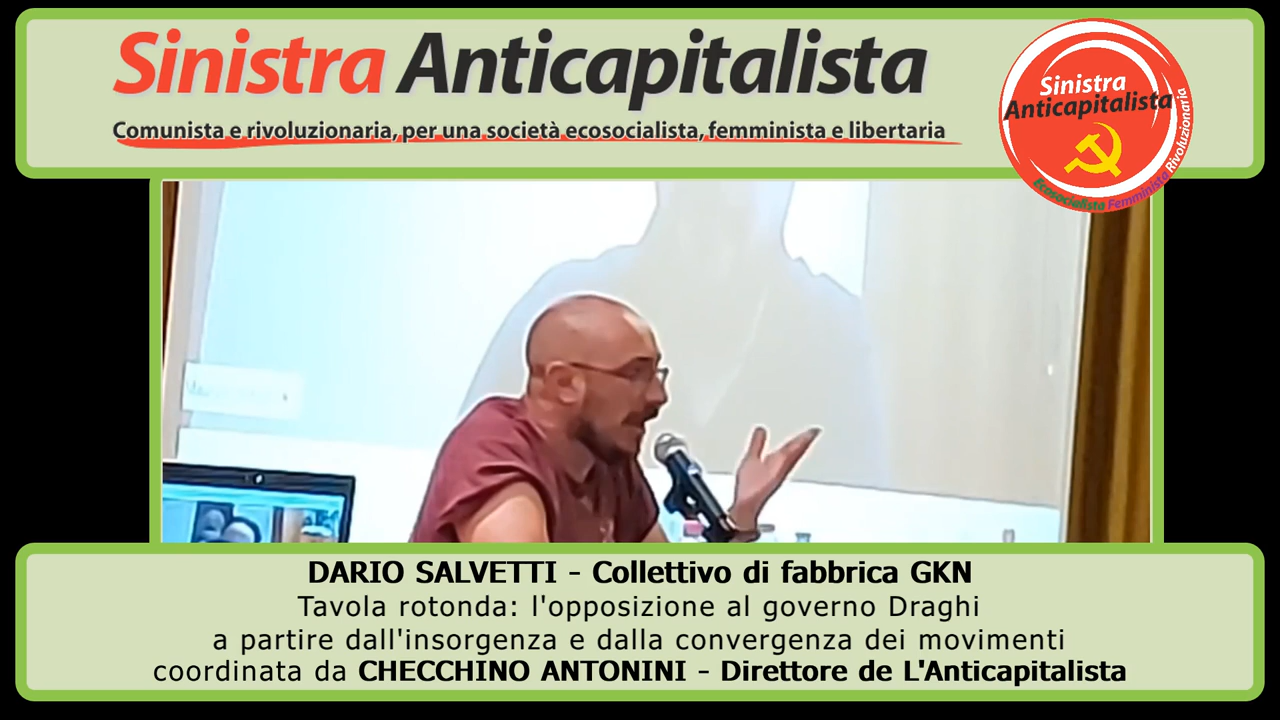 Sinistra Anticapitalista
Comunista e rivoluzionaria, per una società ecosocialista, femminista e libertaria
Sinistra
Anticapitalista
Ecosocialista Femminista Rivoluzionaria
DARIO SALVETTI - Collettivo di fabbrica GKN
Tavola rotonda: l'opposizione al governo Draghi
a partire dall'insorgenza e dalla convergenza dei movimenti
coordinata da CHECCHINO ANTONINI - Direttore de L'Anticapitalista